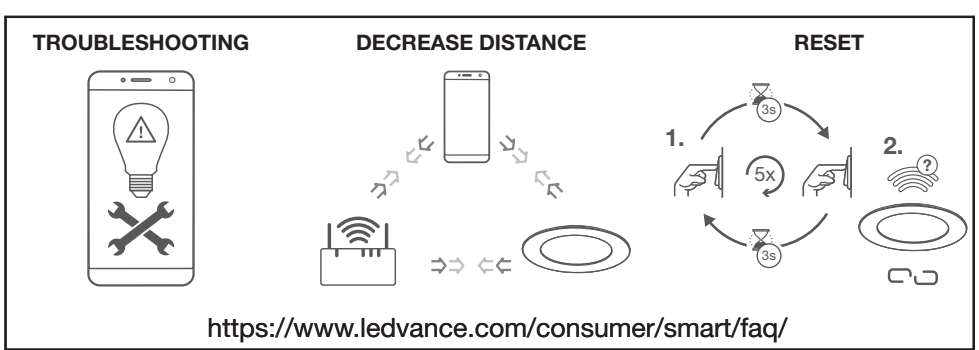 TROUBLESHOOTING
DECREASE DISTANCE
RESET
3s
1.
2.
?
5x
3s
https://www.ledvance.com/consumer/smart/faq/